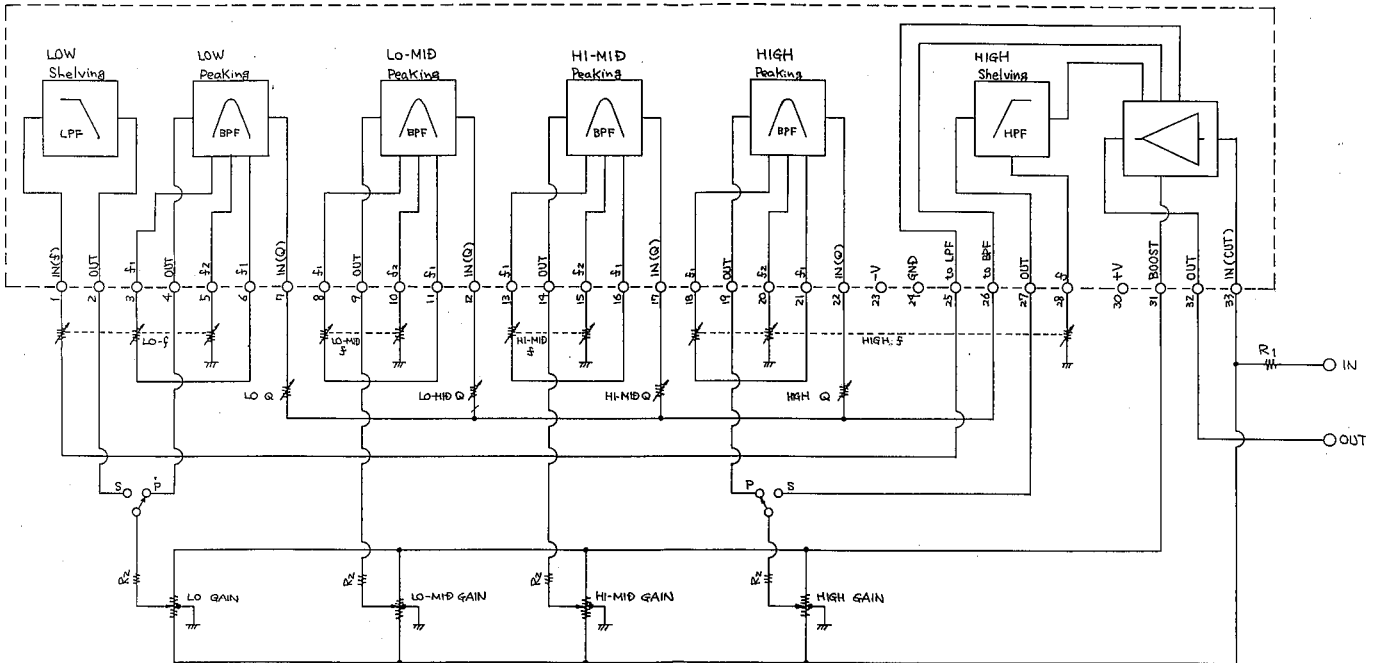 LOW
Shelving
LOW
Peaking
LO-MID
Peaking
HI-MID
Peaking
HIGH
Peaking
HIGH
Shelving
LPF
BPF
BPF
BPF
BPF
HPF
IN(f)
OUT
f1
OUT
f2
f1
IN(Q)
f1
OUT
f2
f1
IN(Q)
f1
OUT
f2
f1
IN(Q)
f1
OUT
f2
f1
IN(Q)
-V
GND
to LPF
to BPF
OUT
f
+V
BOOST
OUT
IN(CUT)
1
2
3
4
5
6
7
8
9
10
11
12
13
14
15
16
17
18
19
20
21
22
23
24
25
26
27
28
30
31
32
33
LO-f
LO-MID
f
HI-MID
f
HIGH f
R1
IN
LO Q
LO-MID Q
HI-MID Q
HIGH Q
OUT
S
P
P
S
R2
R2
R2
R2
LO GAIN
LO-MID GAIN
HI-MID GAIN
HIGH GAIN